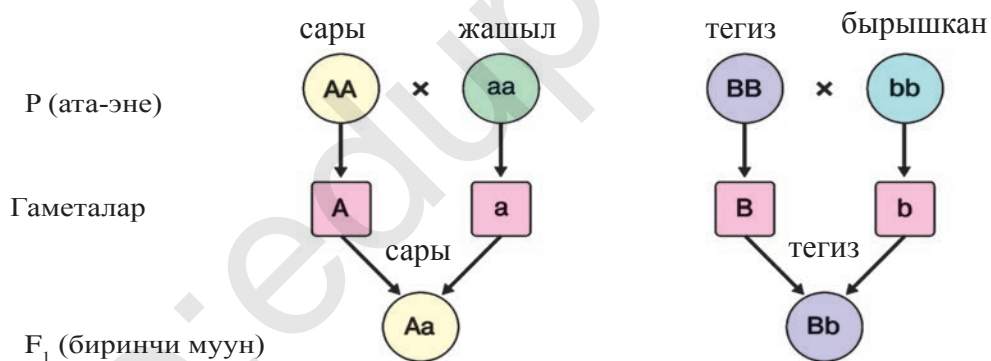 сары жашыл тегиз бырышкан
P (ата-эне) AA × aa BB × bb
Гаметалар A a B b
сары тегиз
F₁ (биринчи муун) Aa Bb